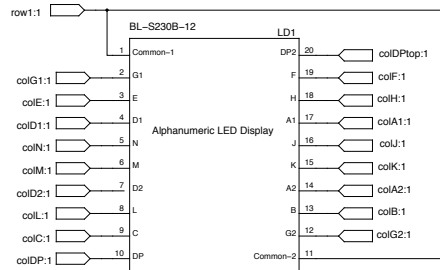 row1:1
BL-S230B-12
LD1
1 Common-1 DP2 20 colDPtop:1
colG1:1 2 G1 F 19 colF:1
colE:1 3 E H 18 colH:1
colD1:1 4 D1 A1 17 colA1:1
Alphanumeric LED Display
colN:1 5 N J 16 colJ:1
colM:1 6 M K 15 colK:1
colD2:1 7 D2 A2 14 colA2:1
colL:1 8 L B 13 colB:1
colC:1 9 C G2 12 colG2:1
colDP:1 10 DP Common-2 11